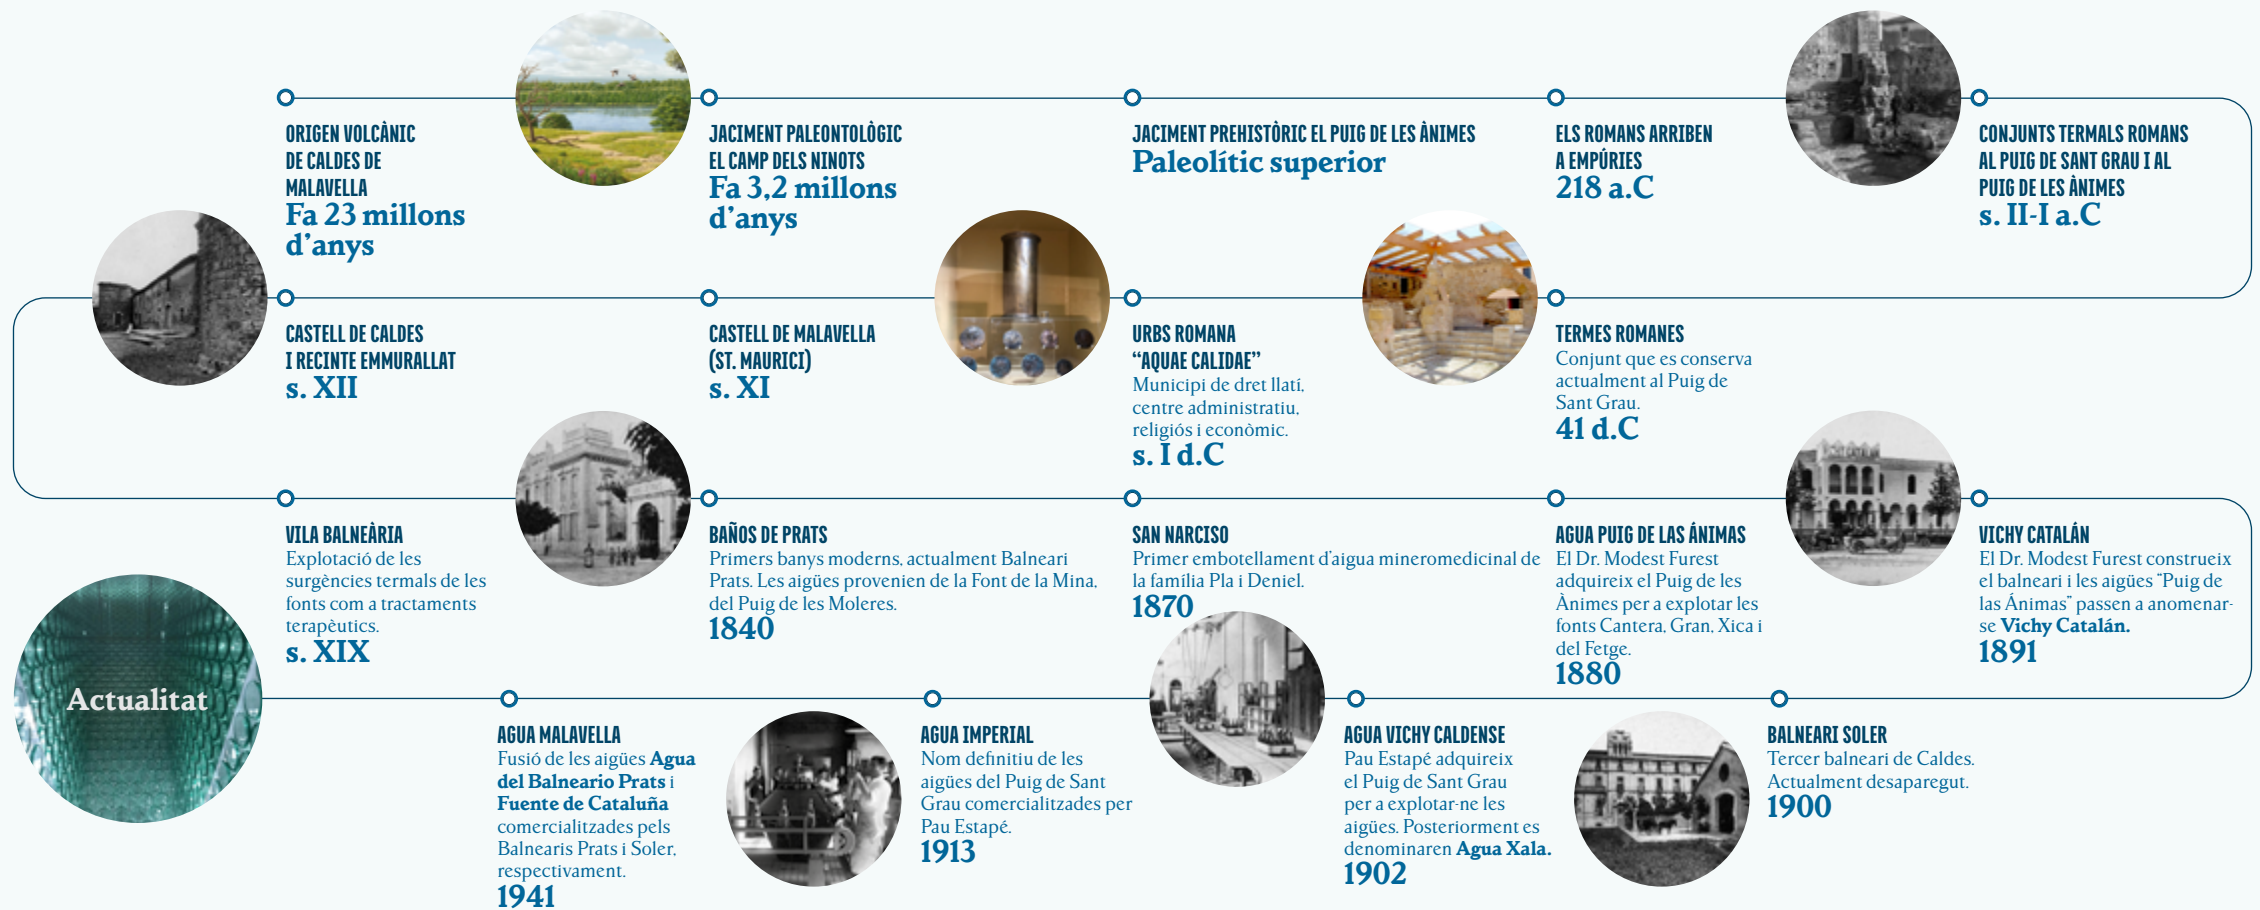 ORIGEN VOLCÀNIC
DE CALDES DE
MALAVELLA
Fa 23 millons
d'anys
JACIMENT PALEONTOLÒGIC
EL CAMP DELS NINOTS
Fa 3,2 millons
d'anys
JACIMENT PREHISTÒRIC EL PUIG DE LES ÀNIMES
Paleolític superior
ELS ROMANS ARRIBEN
A EMPÚRIES
218 a.C
CONJUNTS TERMALS ROMANS
AL PUIG DE SANT GRAU I AL
PUIG DE LES ÀNIMES
s. II-I a.C
TERMES ROMANES
Conjunt que es conserva
actualment al Puig de
Sant Grau.
41 d.C
URBS ROMANA
“AQUAE CALIDAE”
Municipi de dret llatí,
centre administratiu,
religiós i econòmic.
s. I d.C
CASTELL DE MALAVELLA
(ST. MAURICI)
s. XI
CASTELL DE CALDES
I RECINTE EMMURALLAT
s. XII
VILA BALNEÀRIA
Explotació de les
surgències termals de les
fonts com a tractaments
terapèutics.
s. XIX
BAÑOS DE PRATS
Primers banys moderns, actualment Balneari
Prats. Les aigües provenien de la Font de la Mina,
del Puig de les Moleres.
1840
SAN NARCISO
Primer embotellament d'aigua mineromedicinal de
la família Pla i Deniel.
1870
AGUA PUIG DE LAS ÁNIMAS
El Dr. Modest Furest
adquireix el Puig de les
Ànimes per a explotar les
fonts Cantera, Gran, Xica i
del Fetge.
1880
VICHY CATALÁN
El Dr. Modest Furest construeix
el balneari i les aigües “Puig de
las Ánimas” passen a anomenar-
se Vichy Catalán.
1891
BALNEARI SOLER
Tercer balneari de Caldes.
Actualment desaparegut.
1900
AGUA VICHY CALDENSE
Pau Estapé adquireix
el Puig de Sant Grau
per a explotar-ne les
aigües. Posteriorment es
denominaren Agua Xala.
1902
AGUA IMPERIAL
Nom definitiu de les
aigües del Puig de Sant
Grau comercialitzades per
Pau Estapé.
1913
AGUA MALAVELLA
Fusió de les aigües Agua
del Balneario Prats i
Fuente de Cataluña
comercialitzades pels
Balnearis Prats i Soler,
respectivament.
1941
Actualitat